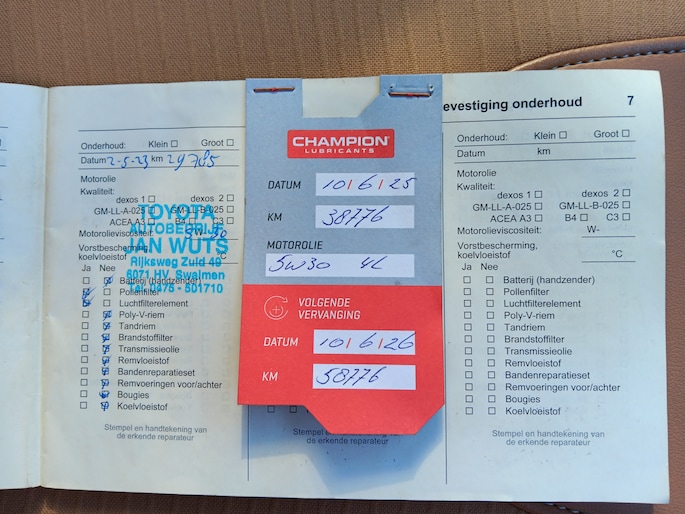 Onderhoud: Klein ☐ Groot ☐
Datum 2-5-23 km 29785
Motorolie
Kwaliteit:
dexos 1 ☐
GM-LL-A-025 ☐ GM-LL-B-025 ☐
ACEA A3 ☐ B4 ☐ C3 ☐
Motorolieviscositeit: 5W-30
Vorstbescherming,
koelvloeistof °C
TOYOTA
AUTOBEDRIJF
JAN WUTS
Rijksweg Zuid 49
6071 HV. Swalmen
Tel. 0475 - 501710
Ja Nee
Batterij (handzender)
Pollenfilter
Luchtfilterelement
Poly-V-riem
Tandriem
Brandstoffilter
Transmissieolie
Remvloeistof
Bandenreparatieset
Remvoeringen voor/achter
Bougies
Koelvloeistof
Stempel en handtekening van
de erkende reparateur
CHAMPION
LUBRICANTS
DATUM 10/6/25
KM 38776
MOTOROLIE
5W30 4L
VOLGENDE
VERVANGING
DATUM 10/6/26
KM 58776
Stempel en handtekening van
de erkende reparateur
evestiging onderhoud 7
Onderhoud: Klein ☐ Groot ☐
Datum km
Motorolie
Kwaliteit:
dexos 1 ☐ dexos 2 ☐
GM-LL-A-025 ☐ GM-LL-B-025 ☐
ACEA A3 ☐ B4 ☐ C3 ☐
Motorolieviscositeit: W-
Vorstbescherming,
koelvloeistof °C
Ja Nee
☐ ☐ Batterij (handzender)
☐ ☐ Pollenfilter
☐ ☐ Luchtfilterelement
☐ ☐ Poly-V-riem
☐ ☐ Tandriem
☐ ☐ Brandstoffilter
☐ ☐ Transmissieolie
☐ ☐ Remvloeistof
☐ ☐ Bandenreparatieset
☐ ☐ Remvoeringen voor/achter
☐ ☐ Bougies
☐ ☐ Koelvloeistof
Stempel en handtekening van
de erkende reparateur